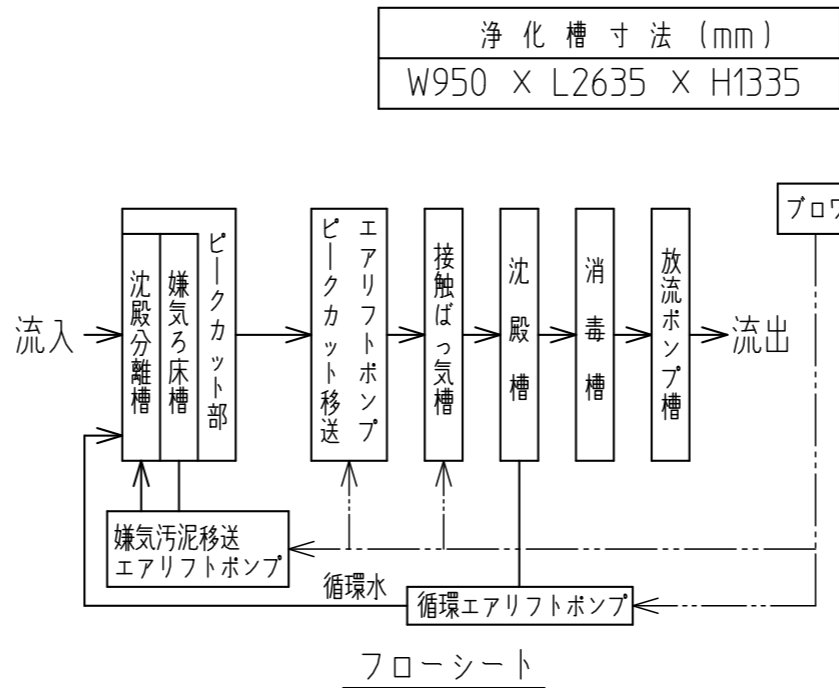 浄化槽寸法 (mm)
W950 X L2635 X H1335
流入
沈殿分離槽
嫌気ろ床槽
ピークカット部
エアリフトポンプ
ピークカット移送
接触ばっ気槽
沈殿槽
消毒槽
放流ポンプ槽
流出
ブロワ
嫌気汚泥移送
エアリフトポンプ
循環水
循環エアリフトポンプ
フローシート